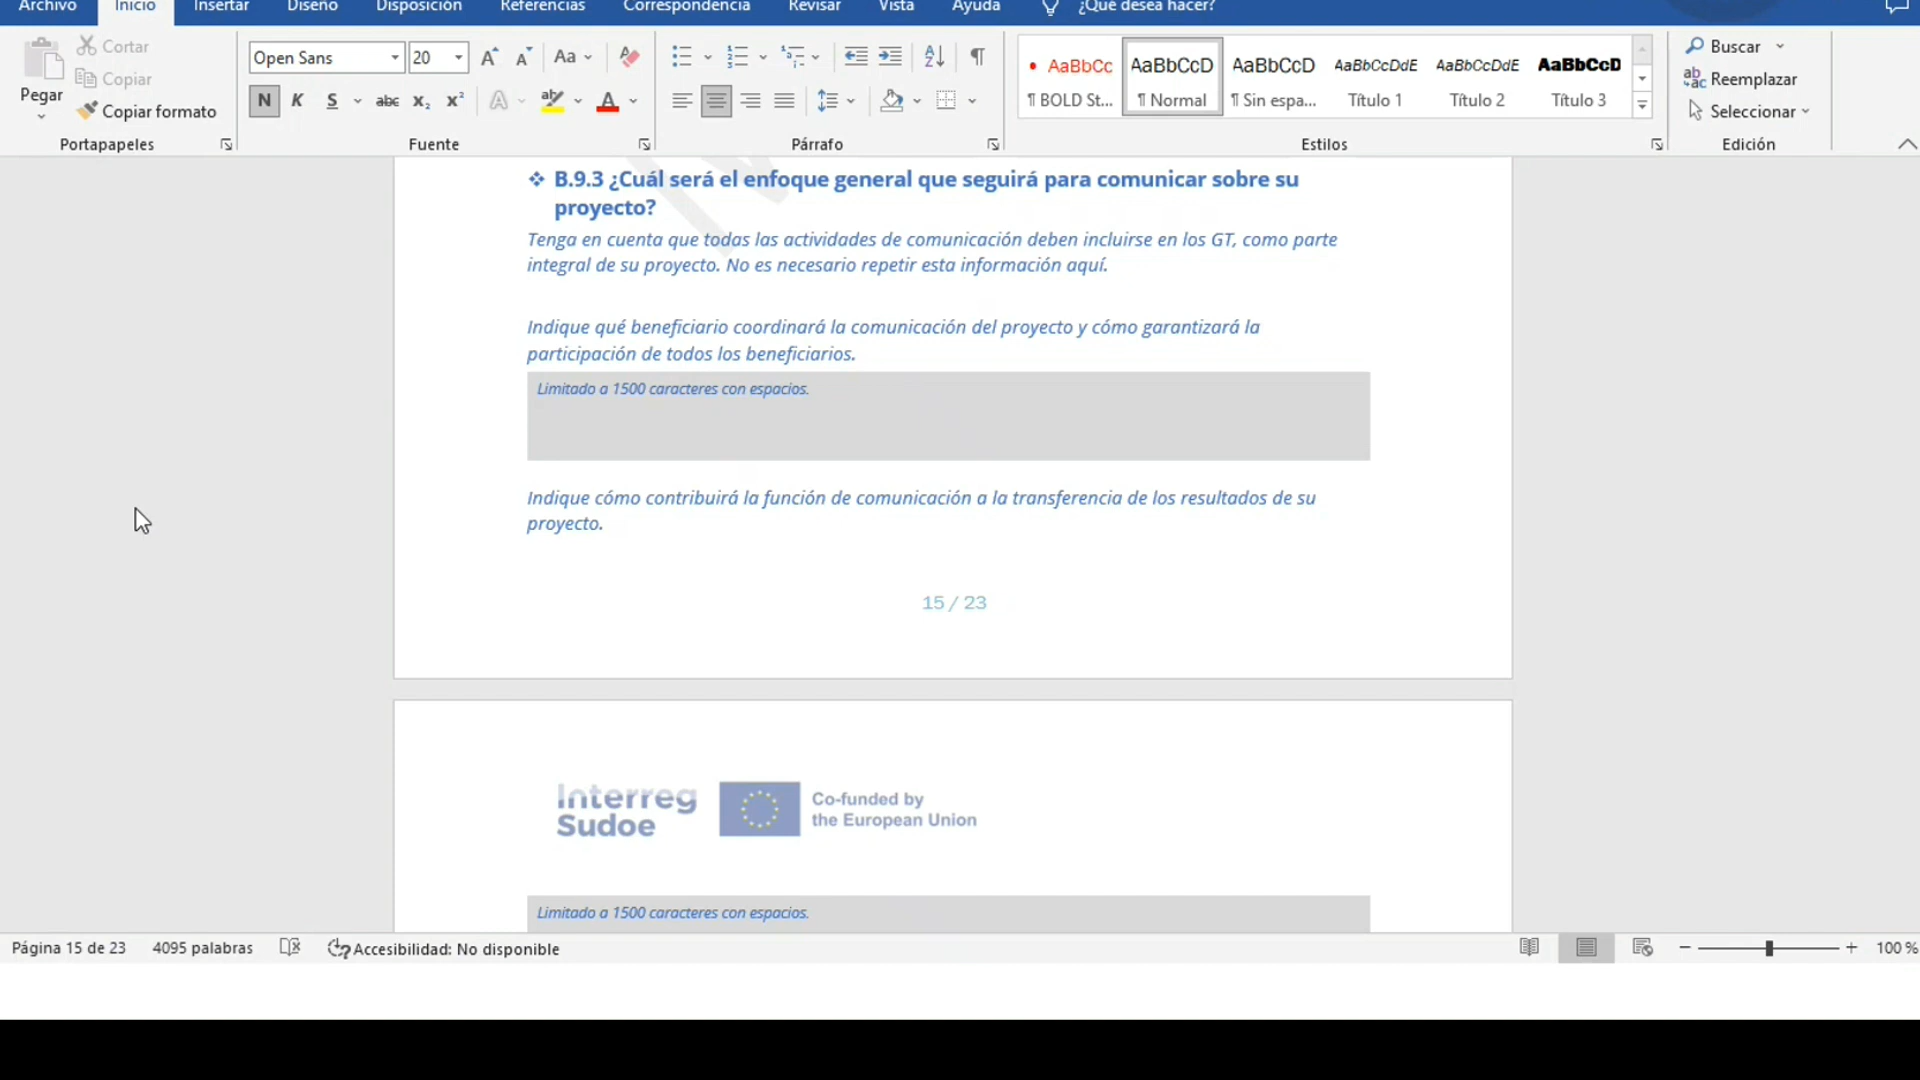 Archivo Inicio Insertar Diseño Disposición Referencias Correspondencia Revisar Vista Ayuda ¿Qué desea hacer?
Pegar
Cortar
Copiar
Copiar formato
Portapapeles
Open Sans 20 Aa
N K S abc x₂ x² A ab A
Fuente
Párrafo
AaBbCc AaBbCcD AaBbCcD AaBbCcDdE AaBbCcDdE AaBbCcD
¶ BOLD St... ¶ Normal ¶ Sin espa... Título 1 Título 2 Título 3
Estilos
Buscar
Reemplazar
Seleccionar
Edición
❖ B.9.3 ¿Cuál será el enfoque general que seguirá para comunicar sobre su
proyecto?
Tenga en cuenta que todas las actividades de comunicación deben incluirse en los GT, como parte
integral de su proyecto. No es necesario repetir esta información aquí.
Indique qué beneficiario coordinará la comunicación del proyecto y cómo garantizará la
participación de todos los beneficiarios.
Limitado a 1500 caracteres con espacios.
Indique cómo contribuirá la función de comunicación a la transferencia de los resultados de su
proyecto.
15 / 23
Interreg
Sudoe
Co-funded by
the European Union
Limitado a 1500 caracteres con espacios.
Página 15 de 23 4095 palabras Accesibilidad: No disponible 100 %